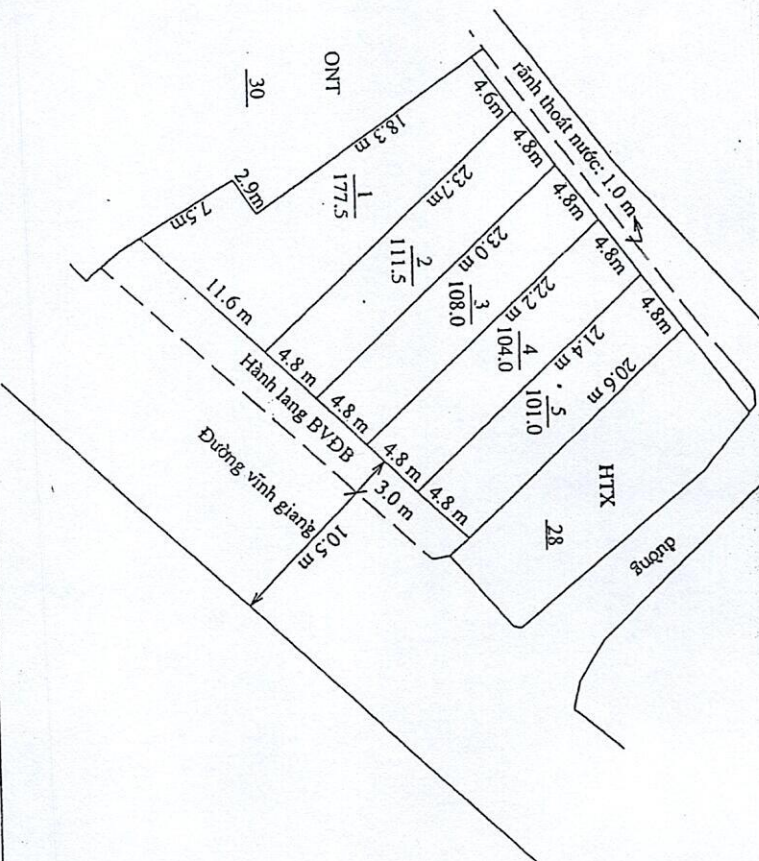 rãnh thoát nước: 1.0 m
ONT
30
4.6m
4.8m
4.8m
4.8m
4.8m
18.3 m
2.9m
7.5m
1
177.5
23.7m
2
111.5
23.0 m
3
108.0
22.2 m
4
104.0
21.4 m
5
101.0
20.6 m
HTX
28
đường
11.6 m
4.8 m
4.8 m
4.8 m
4.8 m
Hành lang BVĐB
3.0 m
Đường vĩnh giang
10.5 m